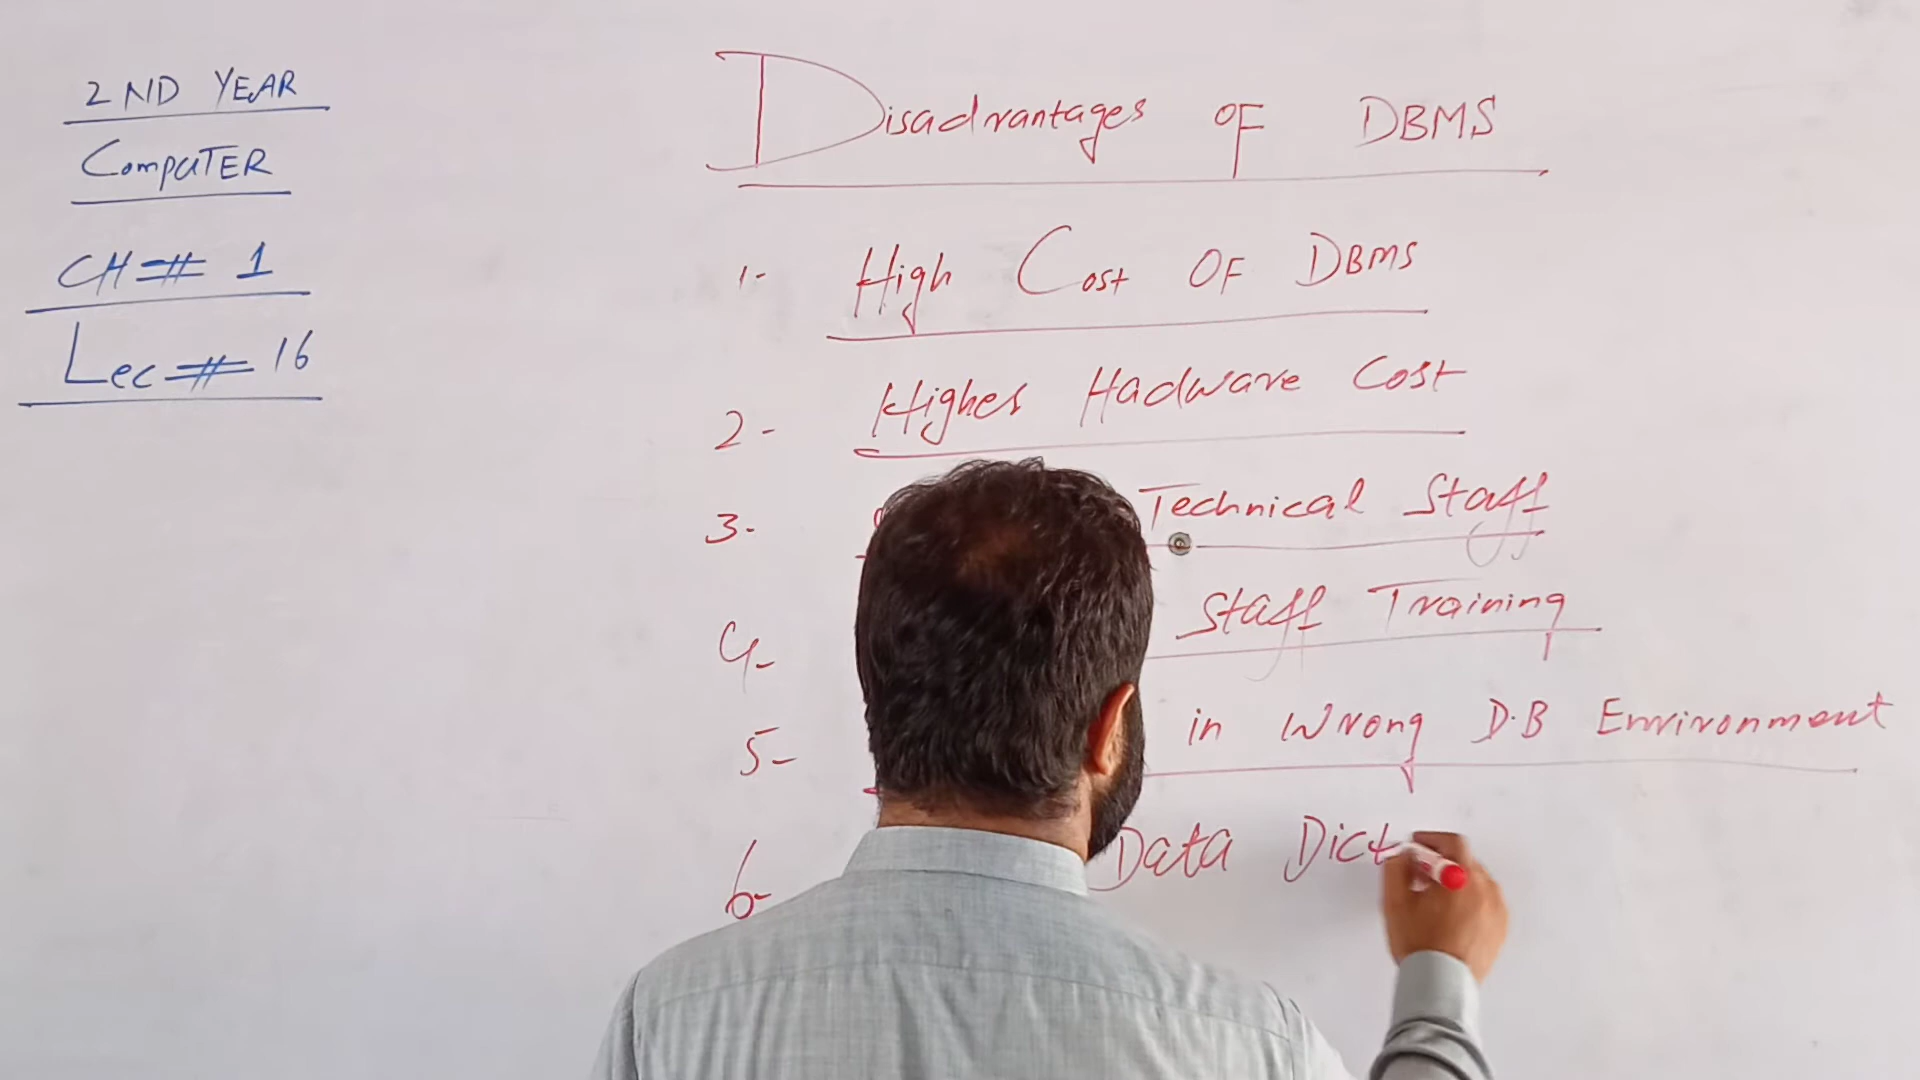 2ND YEAR
COMPUTER
CH # 1
Lec # 16
Disadvantages OF DBMS
1- High Cost OF DBMS
2- Higher Hadware Cost
3- Technical Staff
4- Staff Training
5- in Wrong D.B Environment
6- Data Dict